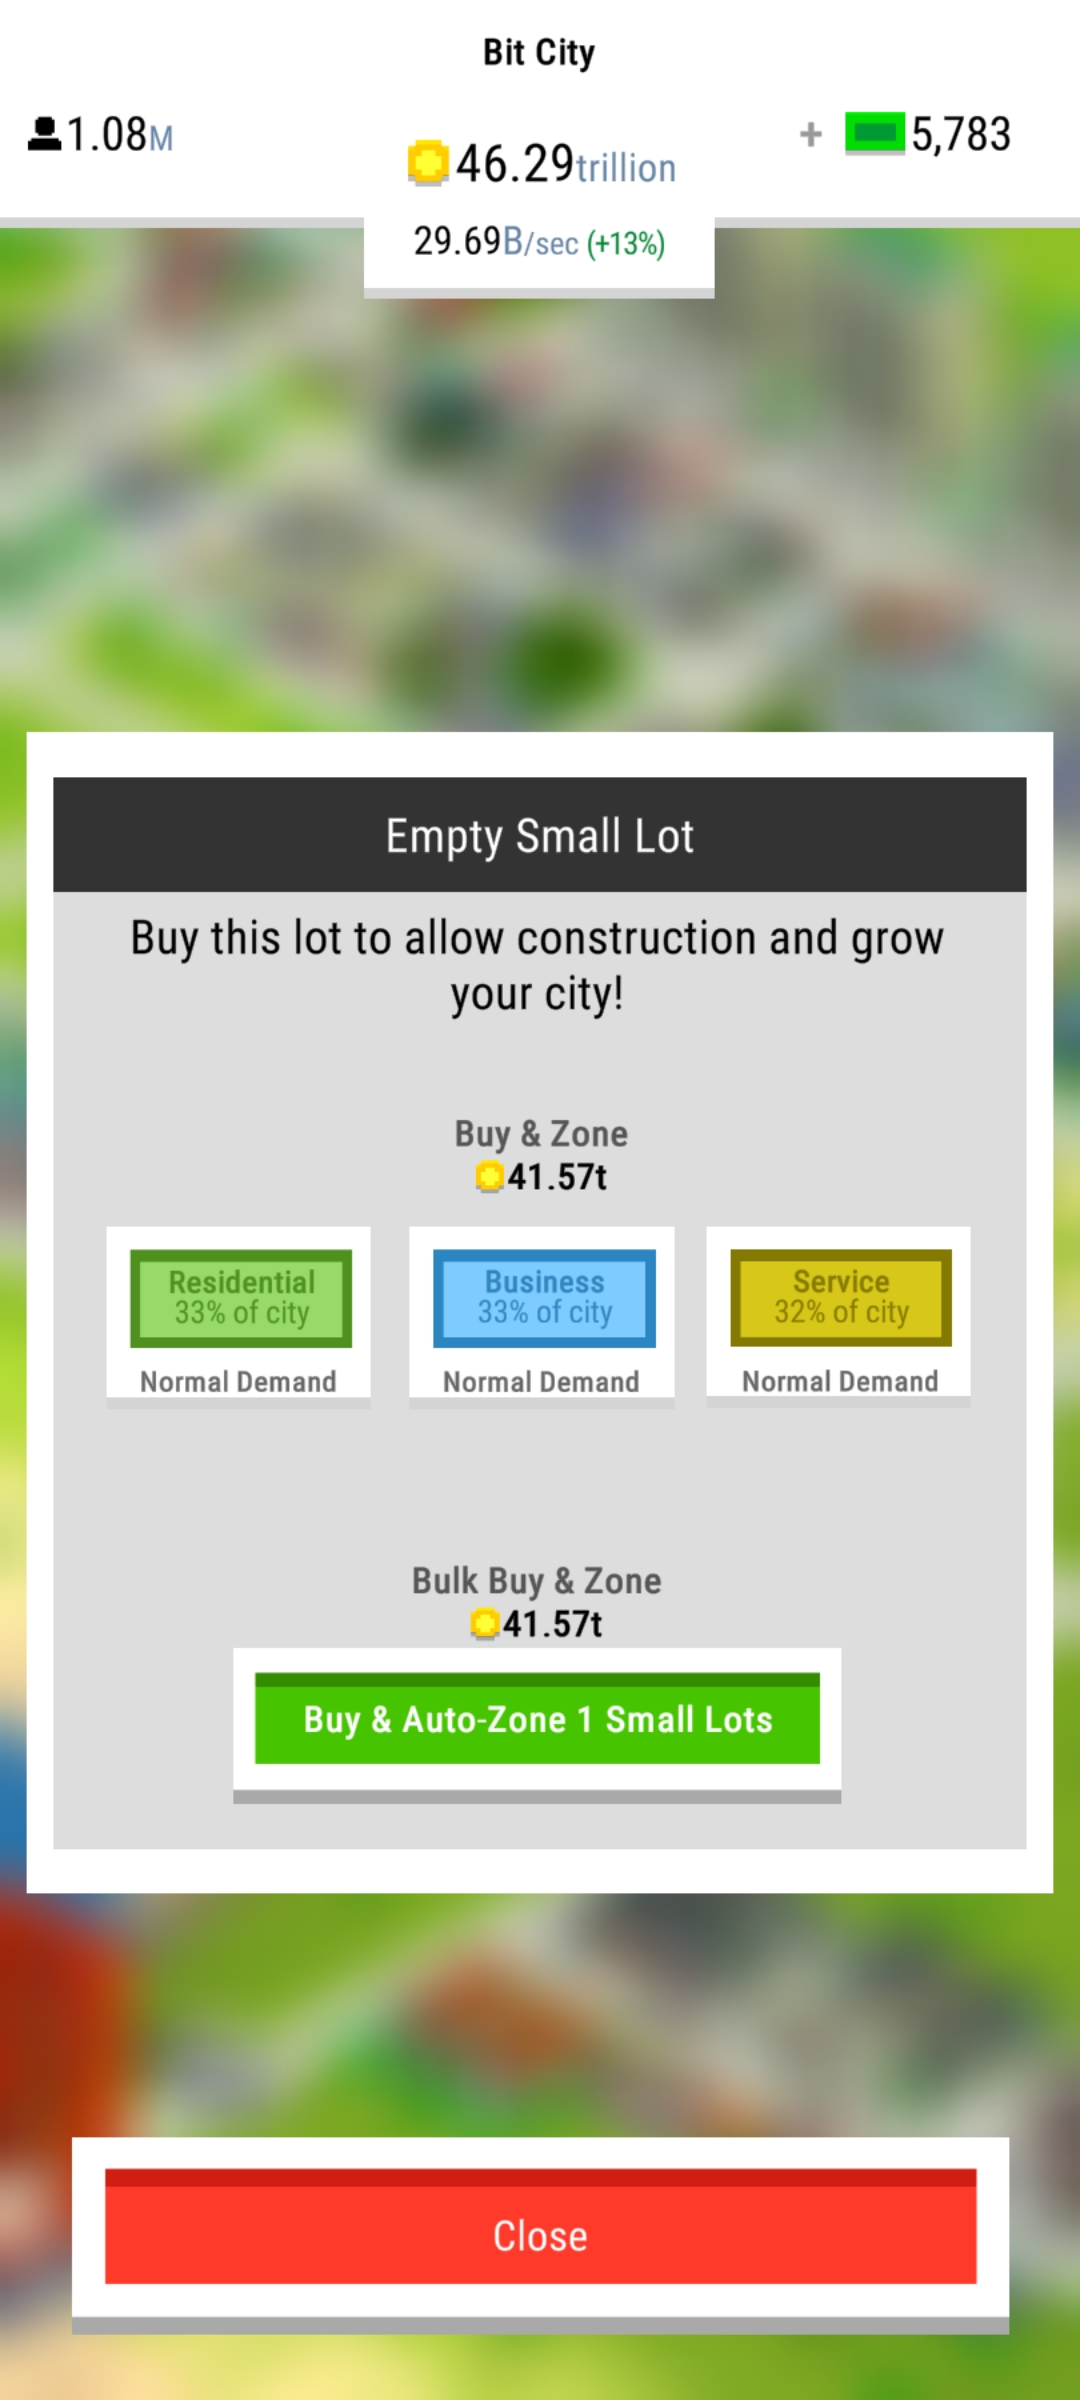 Bit City
1.08M
46.29trillion
+ 5,783
29.69B/sec (+13%)
Empty Small Lot
Buy this lot to allow construction and grow
your city!
Buy & Zone
41.57t
Residential
33% of city
Normal Demand
Business
33% of city
Normal Demand
Service
32% of city
Normal Demand
Bulk Buy & Zone
41.57t
Buy & Auto-Zone 1 Small Lots
Close